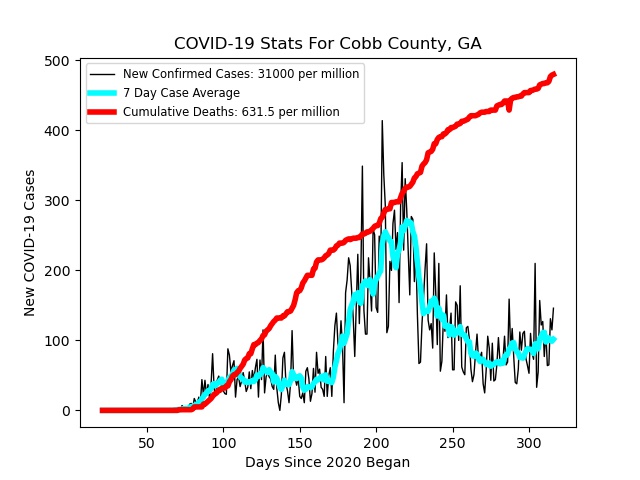 COVID-19 Stats For Cobb County, GA
New Confirmed Cases: 31000 per million
7 Day Case Average
Cumulative Deaths: 631.5 per million
New COVID-19 Cases
500
400
300
200
100
0
50 100 150 200 250 300
Days Since 2020 Began